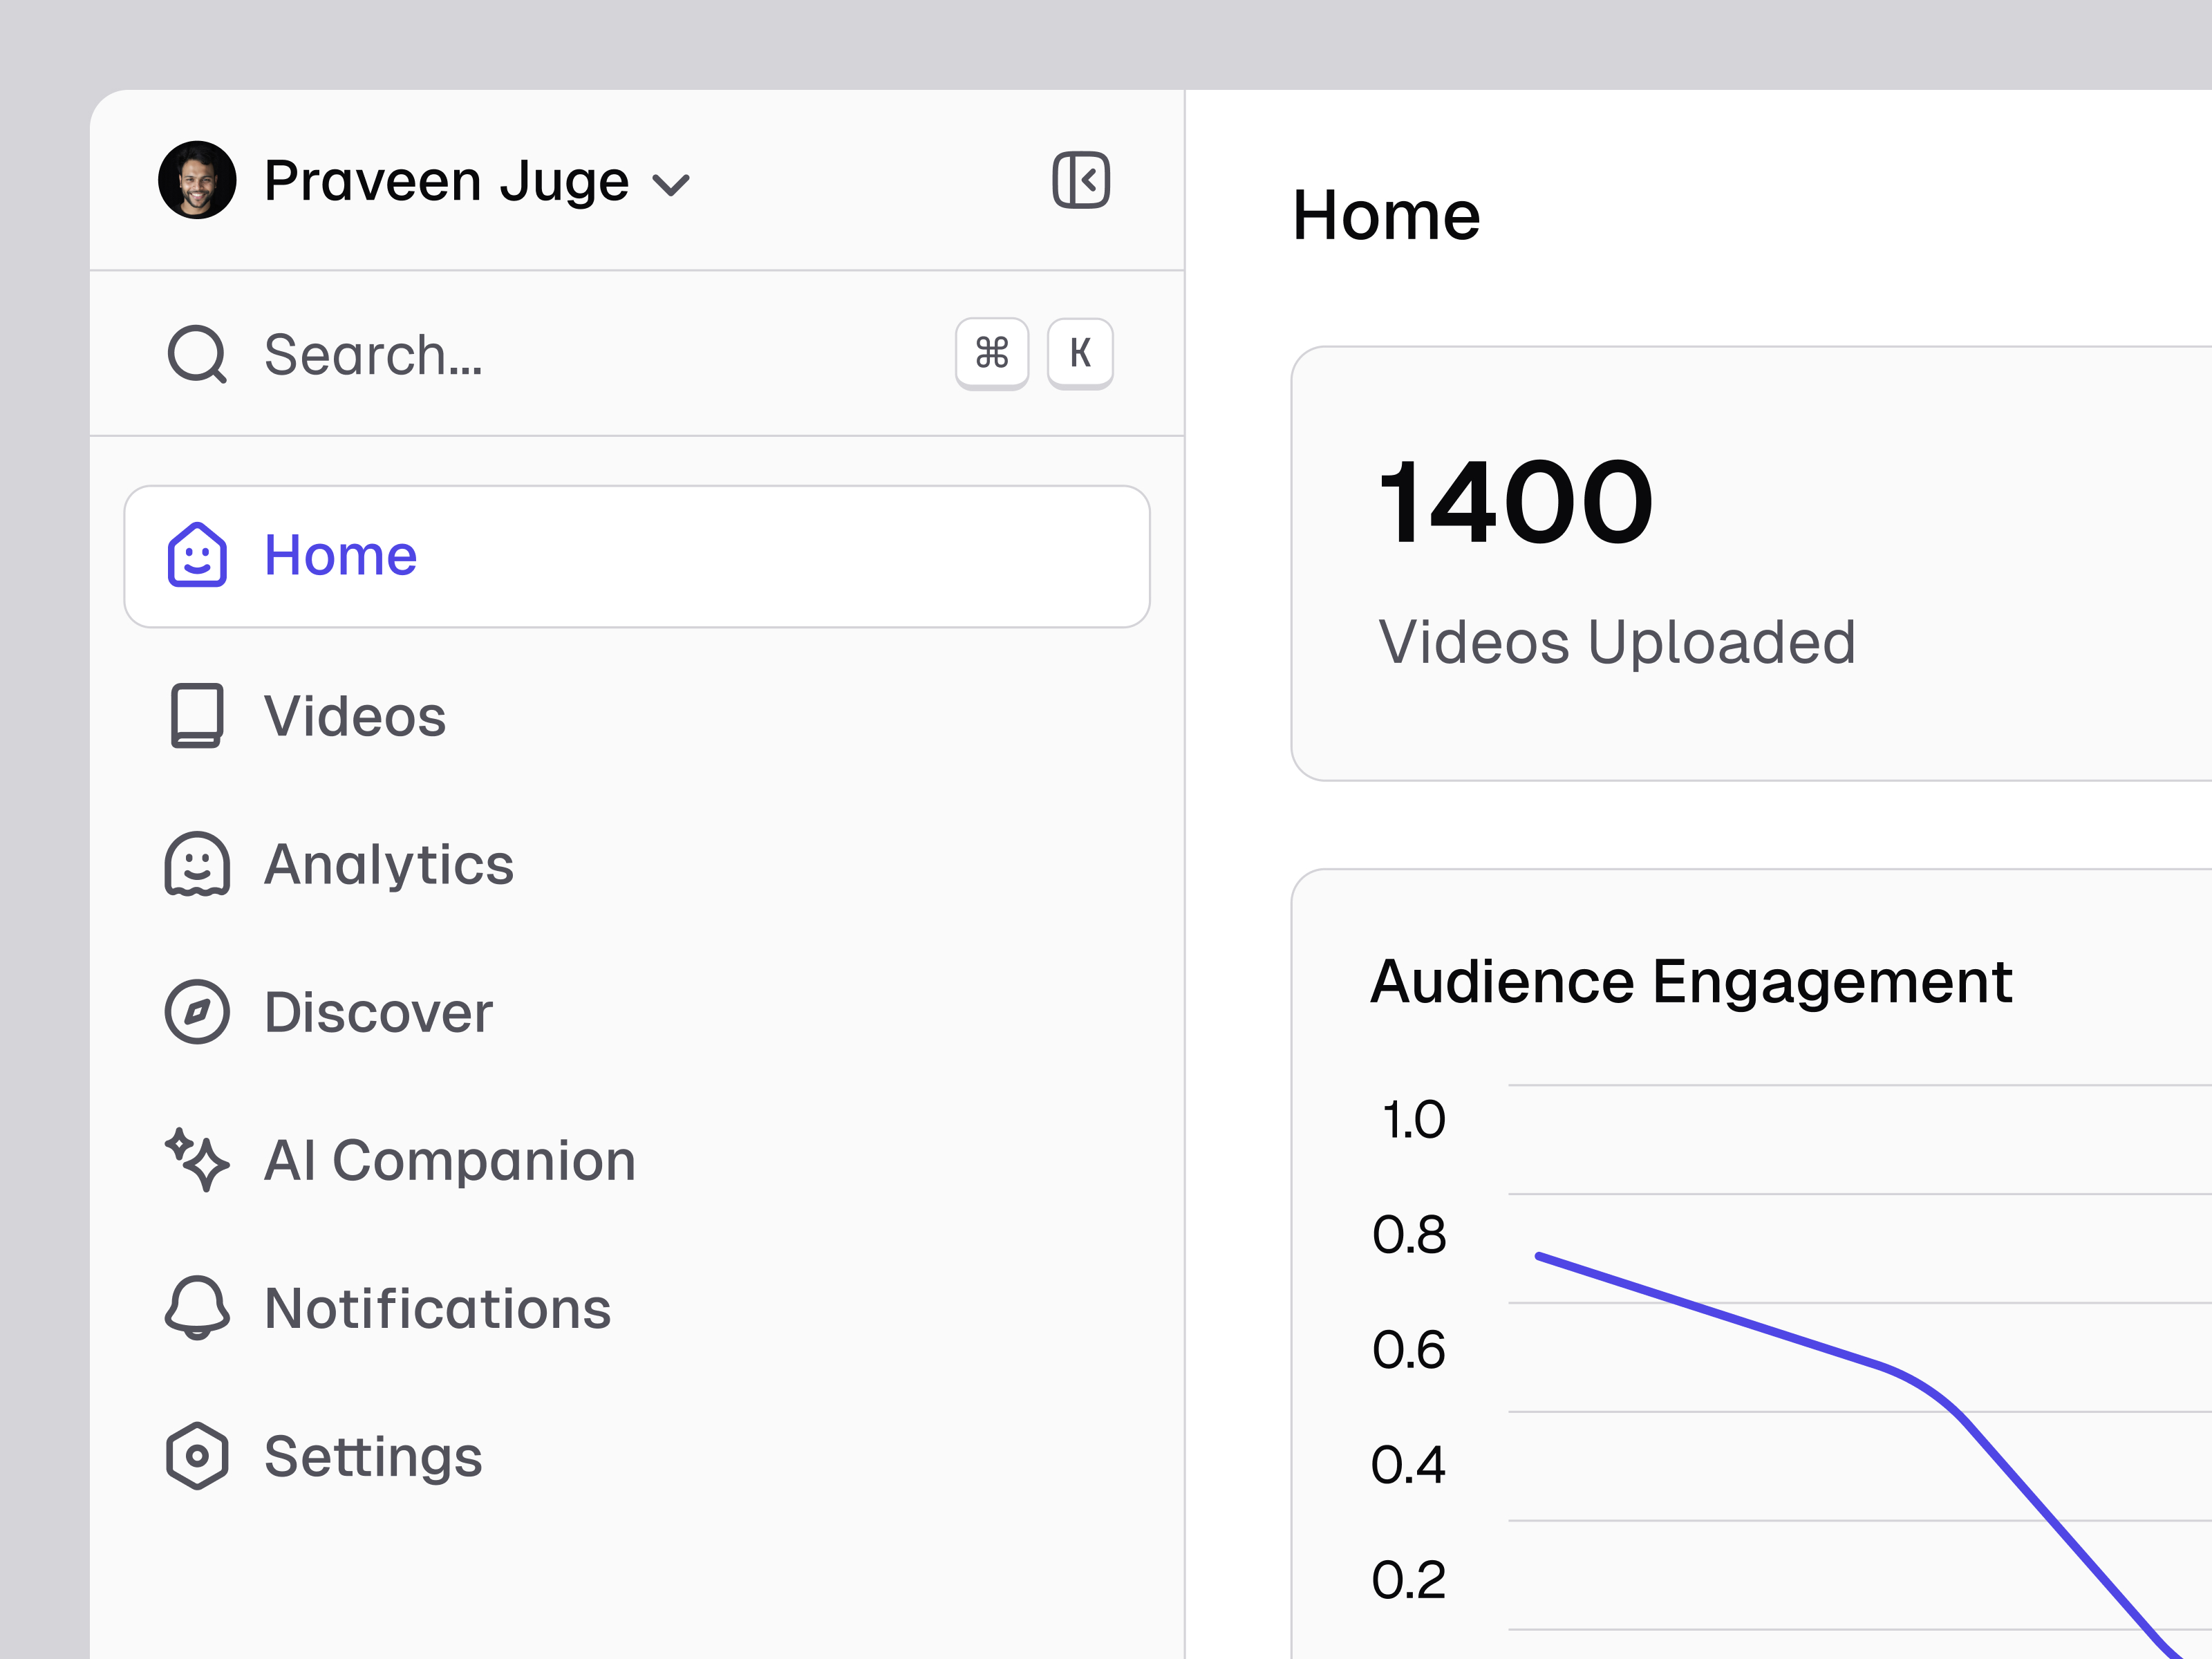 Praveen Juge
Search...
⌘ K
Home
Videos
Analytics
Discover
AI Companion
Notifications
Settings
Home
1400
Videos Uploaded
Audience Engagement
1.0
0.8
0.6
0.4
0.2